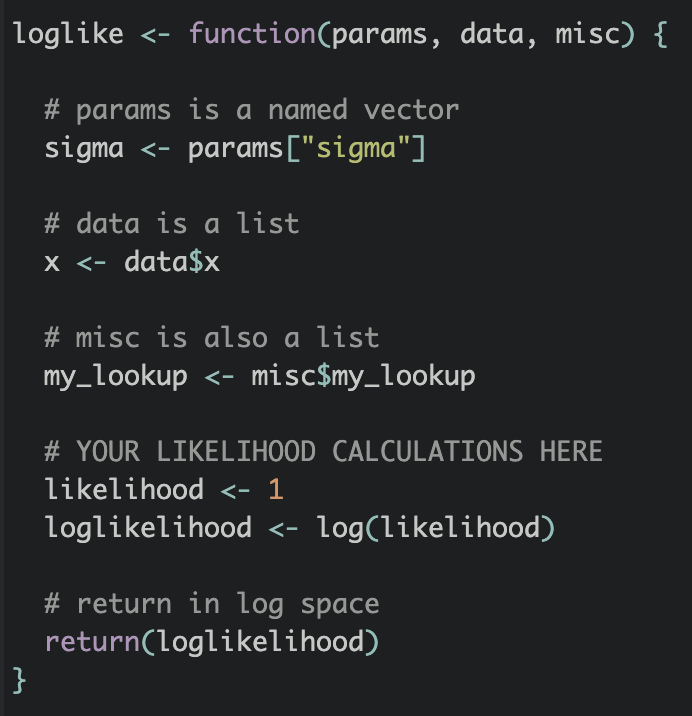 loglike <- function(params, data, misc) {
# params is a named vector
sigma <- params["sigma"]
# data is a list
x <- data$x
# misc is also a list
my_lookup <- misc$my_lookup
# YOUR LIKELIHOOD CALCULATIONS HERE
likelihood <- 1
loglikelihood <- log(likelihood)
# return in log space
return(loglikelihood)
}